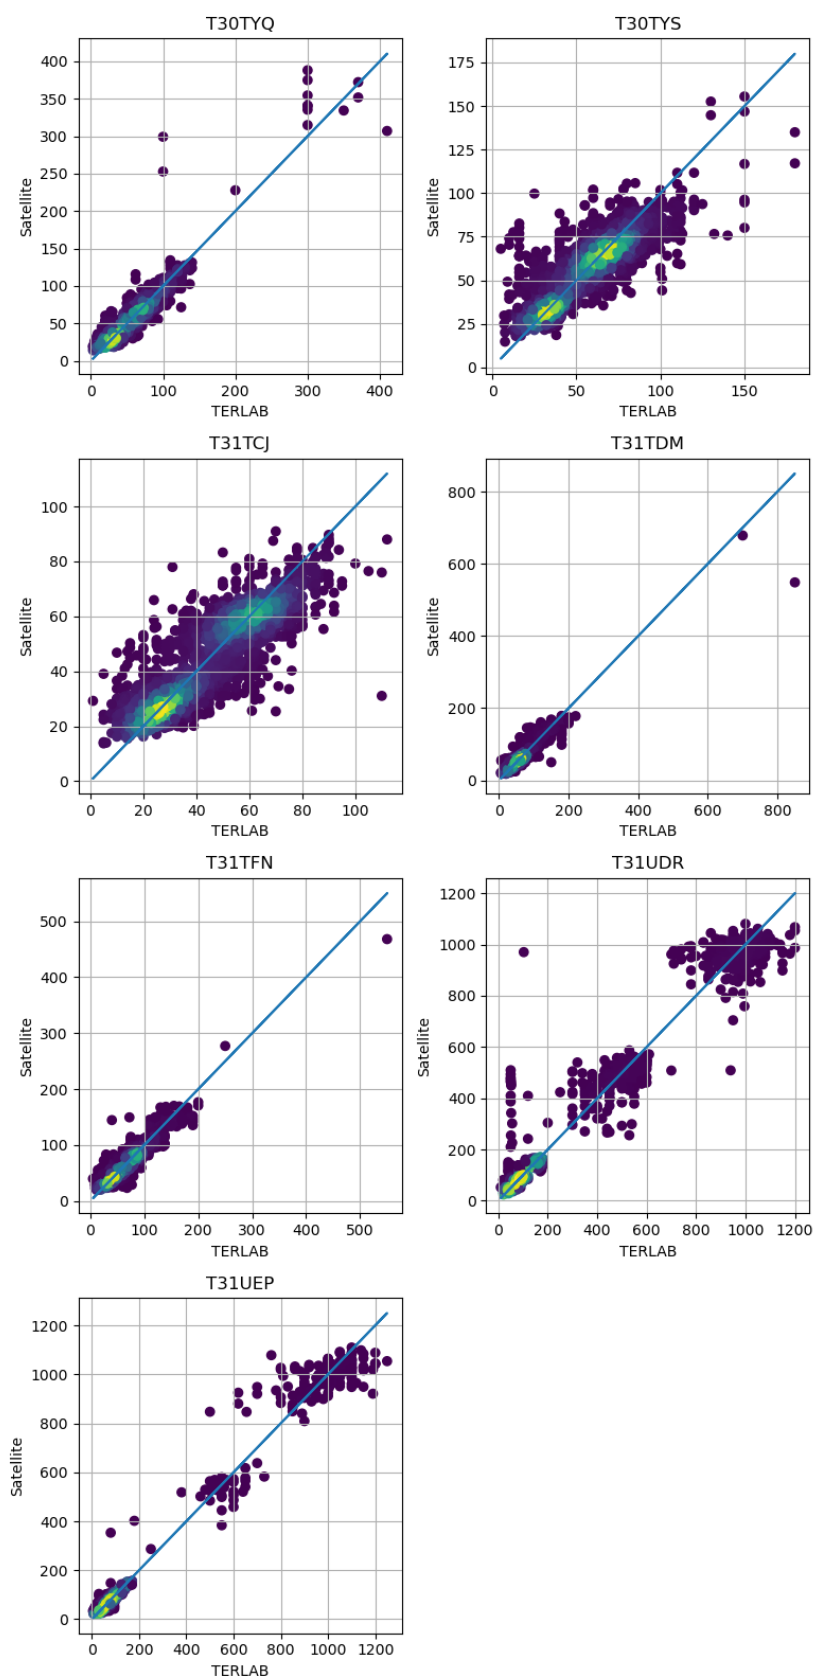 T30TYQ
400
350
300
250
200
150
100
50
0
Satellite
0 100 200 300 400
TERLAB
T30TYS
175
150
125
100
75
50
25
0
Satellite
0 50 100 150
TERLAB
T31TCJ
100
80
60
40
20
0
Satellite
0 20 40 60 80 100
TERLAB
T31TDM
800
600
400
200
0
Satellite
0 200 400 600 800
TERLAB
T31TFN
500
400
300
200
100
0
Satellite
0 100 200 300 400 500
TERLAB
T31UDR
1200
1000
800
600
400
200
0
Satellite
0 200 400 600 800 1000 1200
TERLAB
T31UEP
1200
1000
800
600
400
200
0
Satellite
0 200 400 600 800 1000 1200
TERLAB